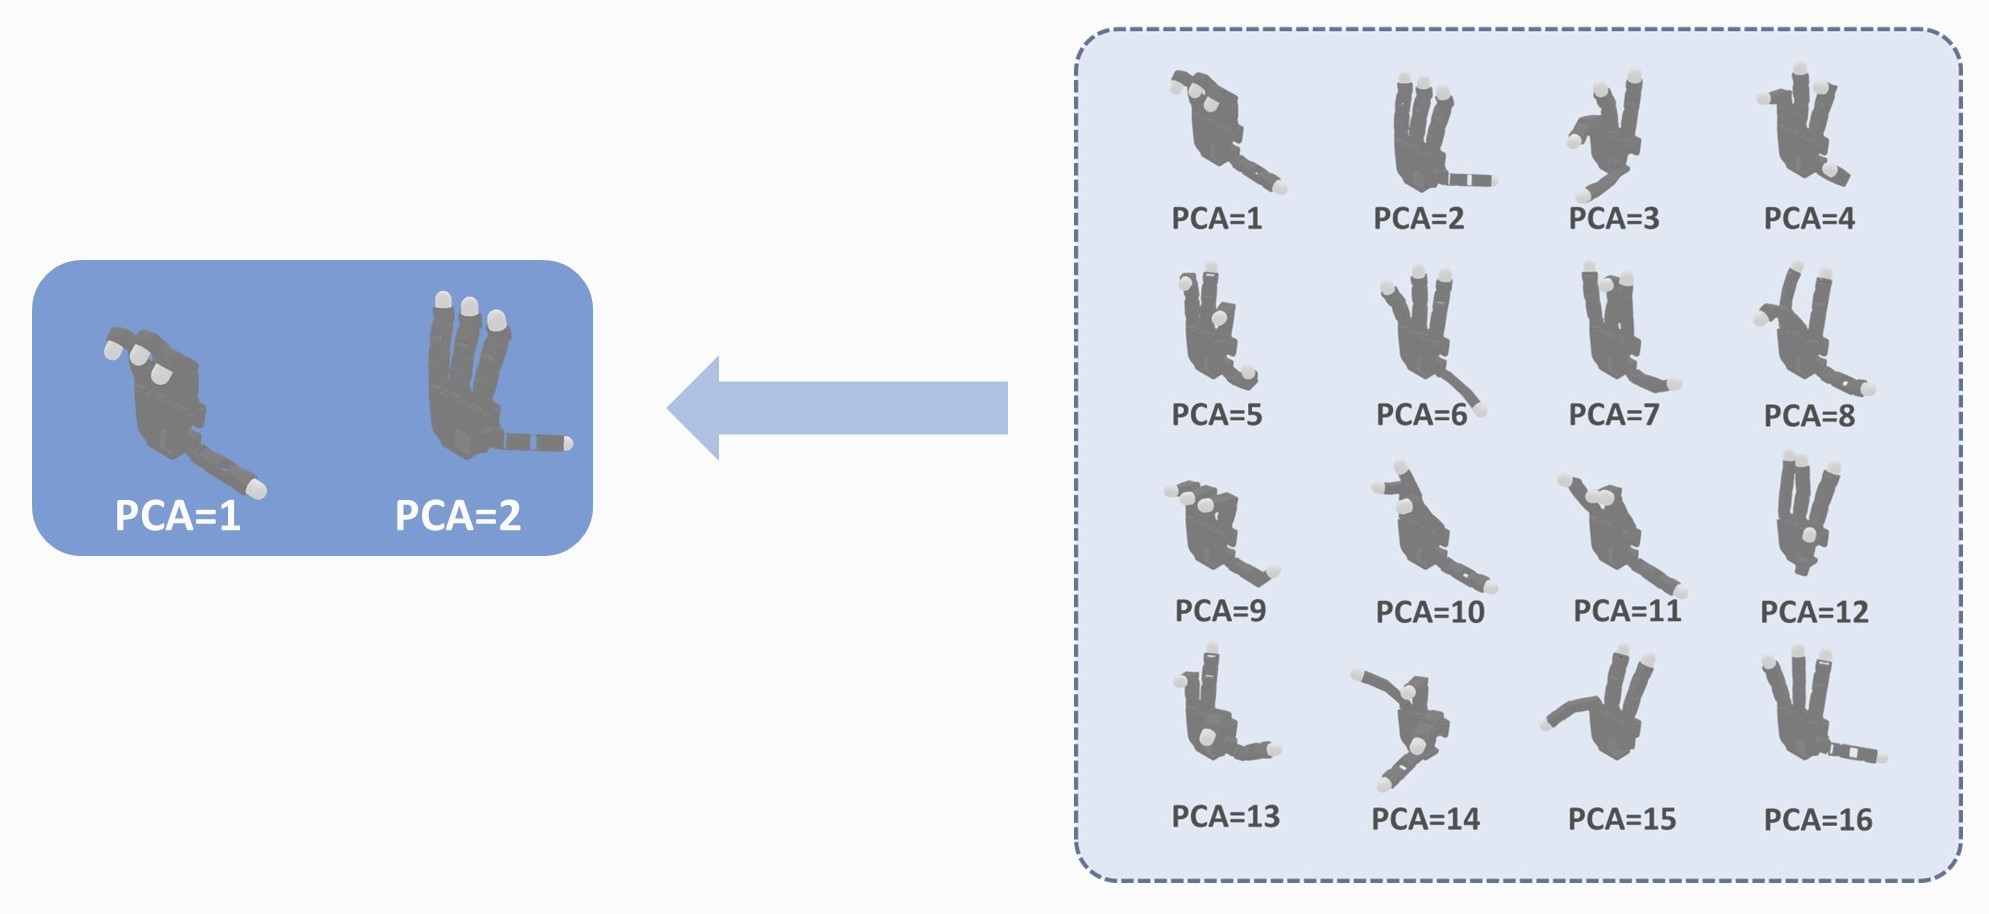 PCA=1 PCA=2
PCA=1 PCA=2 PCA=3 PCA=4
PCA=5 PCA=6 PCA=7 PCA=8
PCA=9 PCA=10 PCA=11 PCA=12
PCA=13 PCA=14 PCA=15 PCA=16